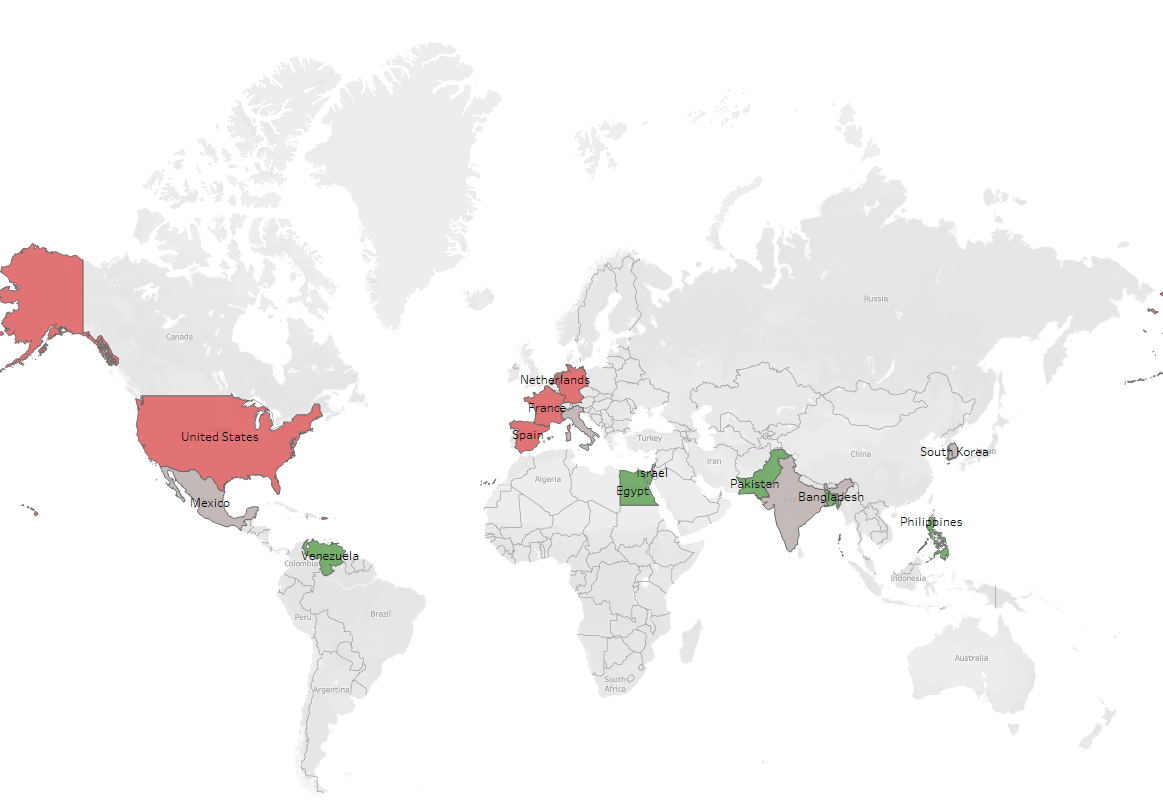 Russia
Canada
Netherlands
France
Spain
United States
Turkey
China
South Korea
Iran
Israel
Algeria
Egypt
Pakistan
Bangladesh
Mexico
Philippines
Venezuela
Colombia
Indonesia
Peru
Brazil
Australia
South
Africa
Argentina